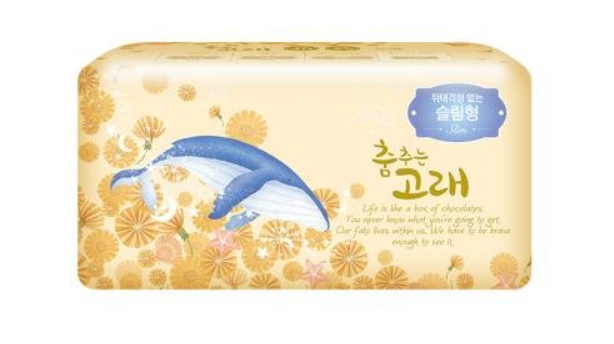 고래
뒤태걱정 없는
슬림형
Slim
춤추는
고래
Life is like a box of chocolates.
You never know what you're going to get.
Our fate lives within us. We have to be brave
enough to see it.